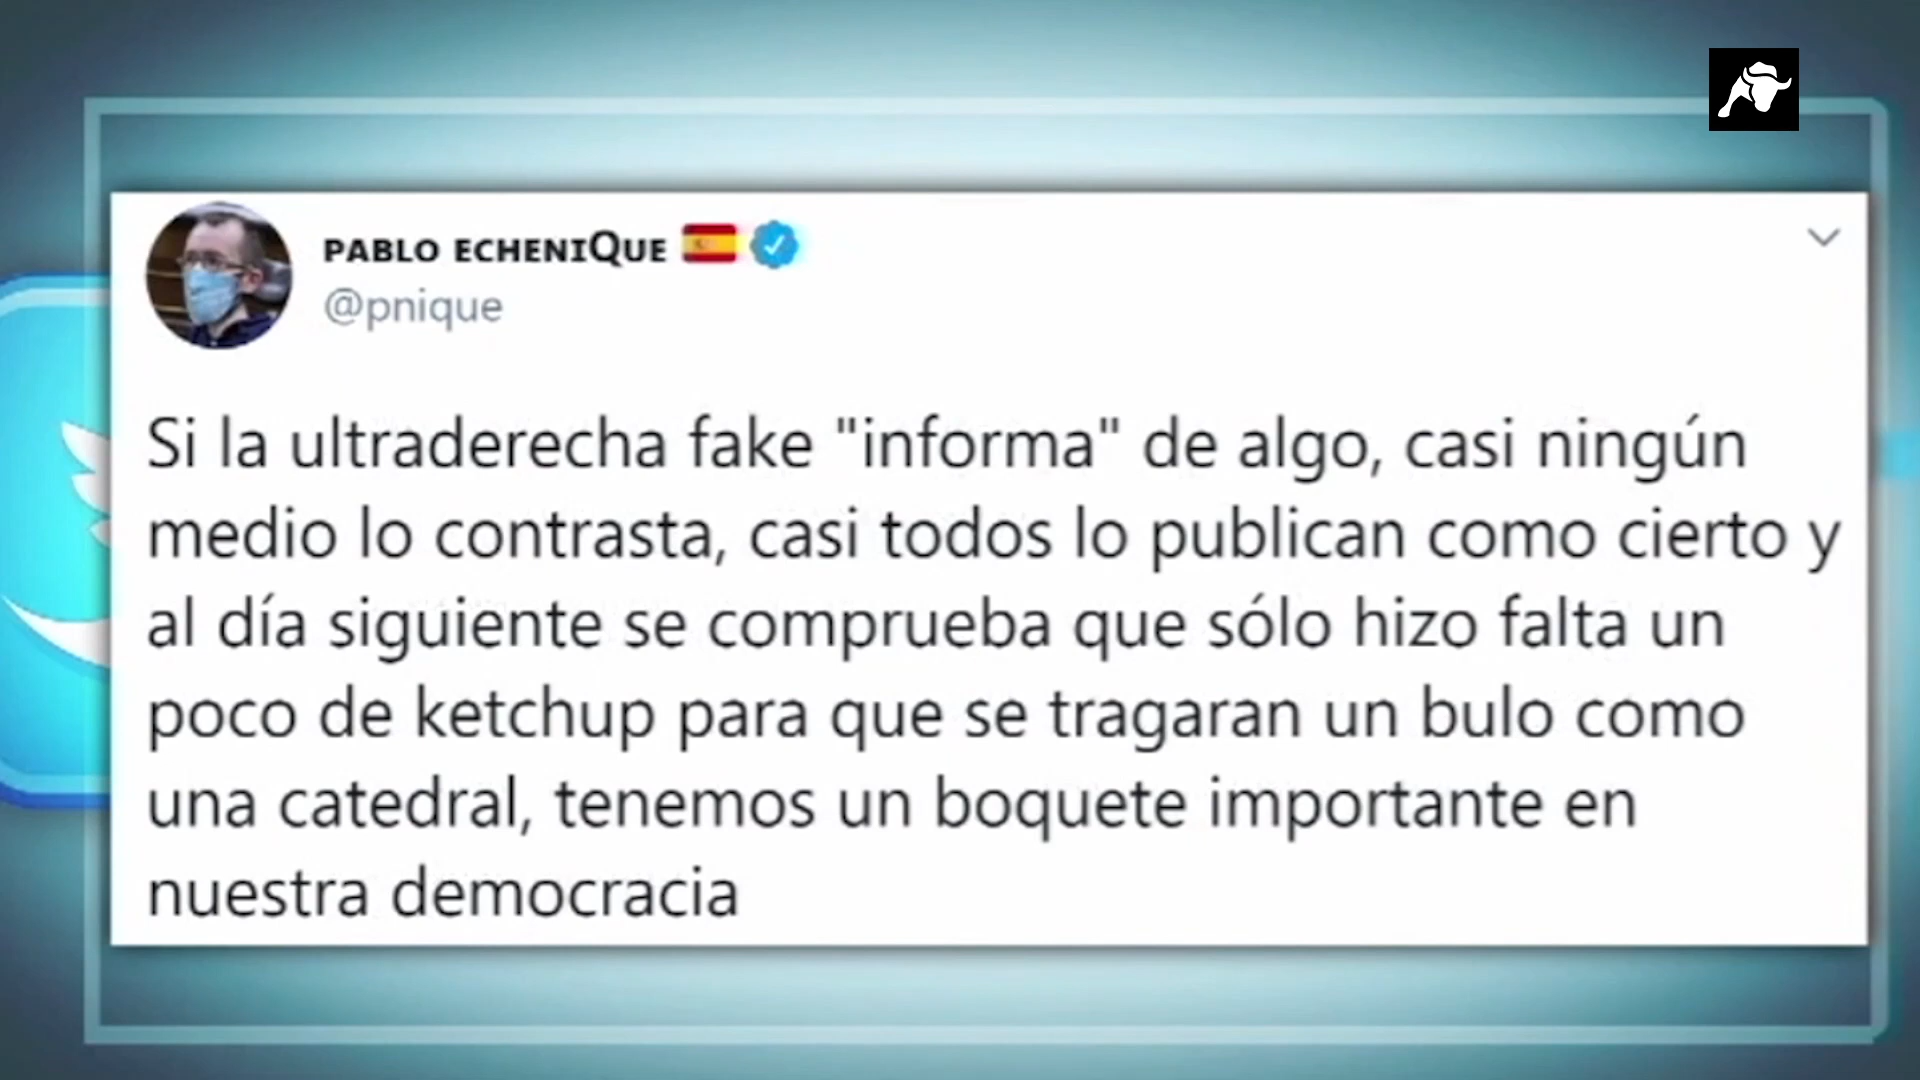 PABLO ECHENIQUE
@pnique
Si la ultraderecha fake "informa" de algo, casi ningún
medio lo contrasta, casi todos lo publican como cierto y
al día siguiente se comprueba que sólo hizo falta un
poco de ketchup para que se tragaran un bulo como
una catedral, tenemos un boquete importante en
nuestra democracia